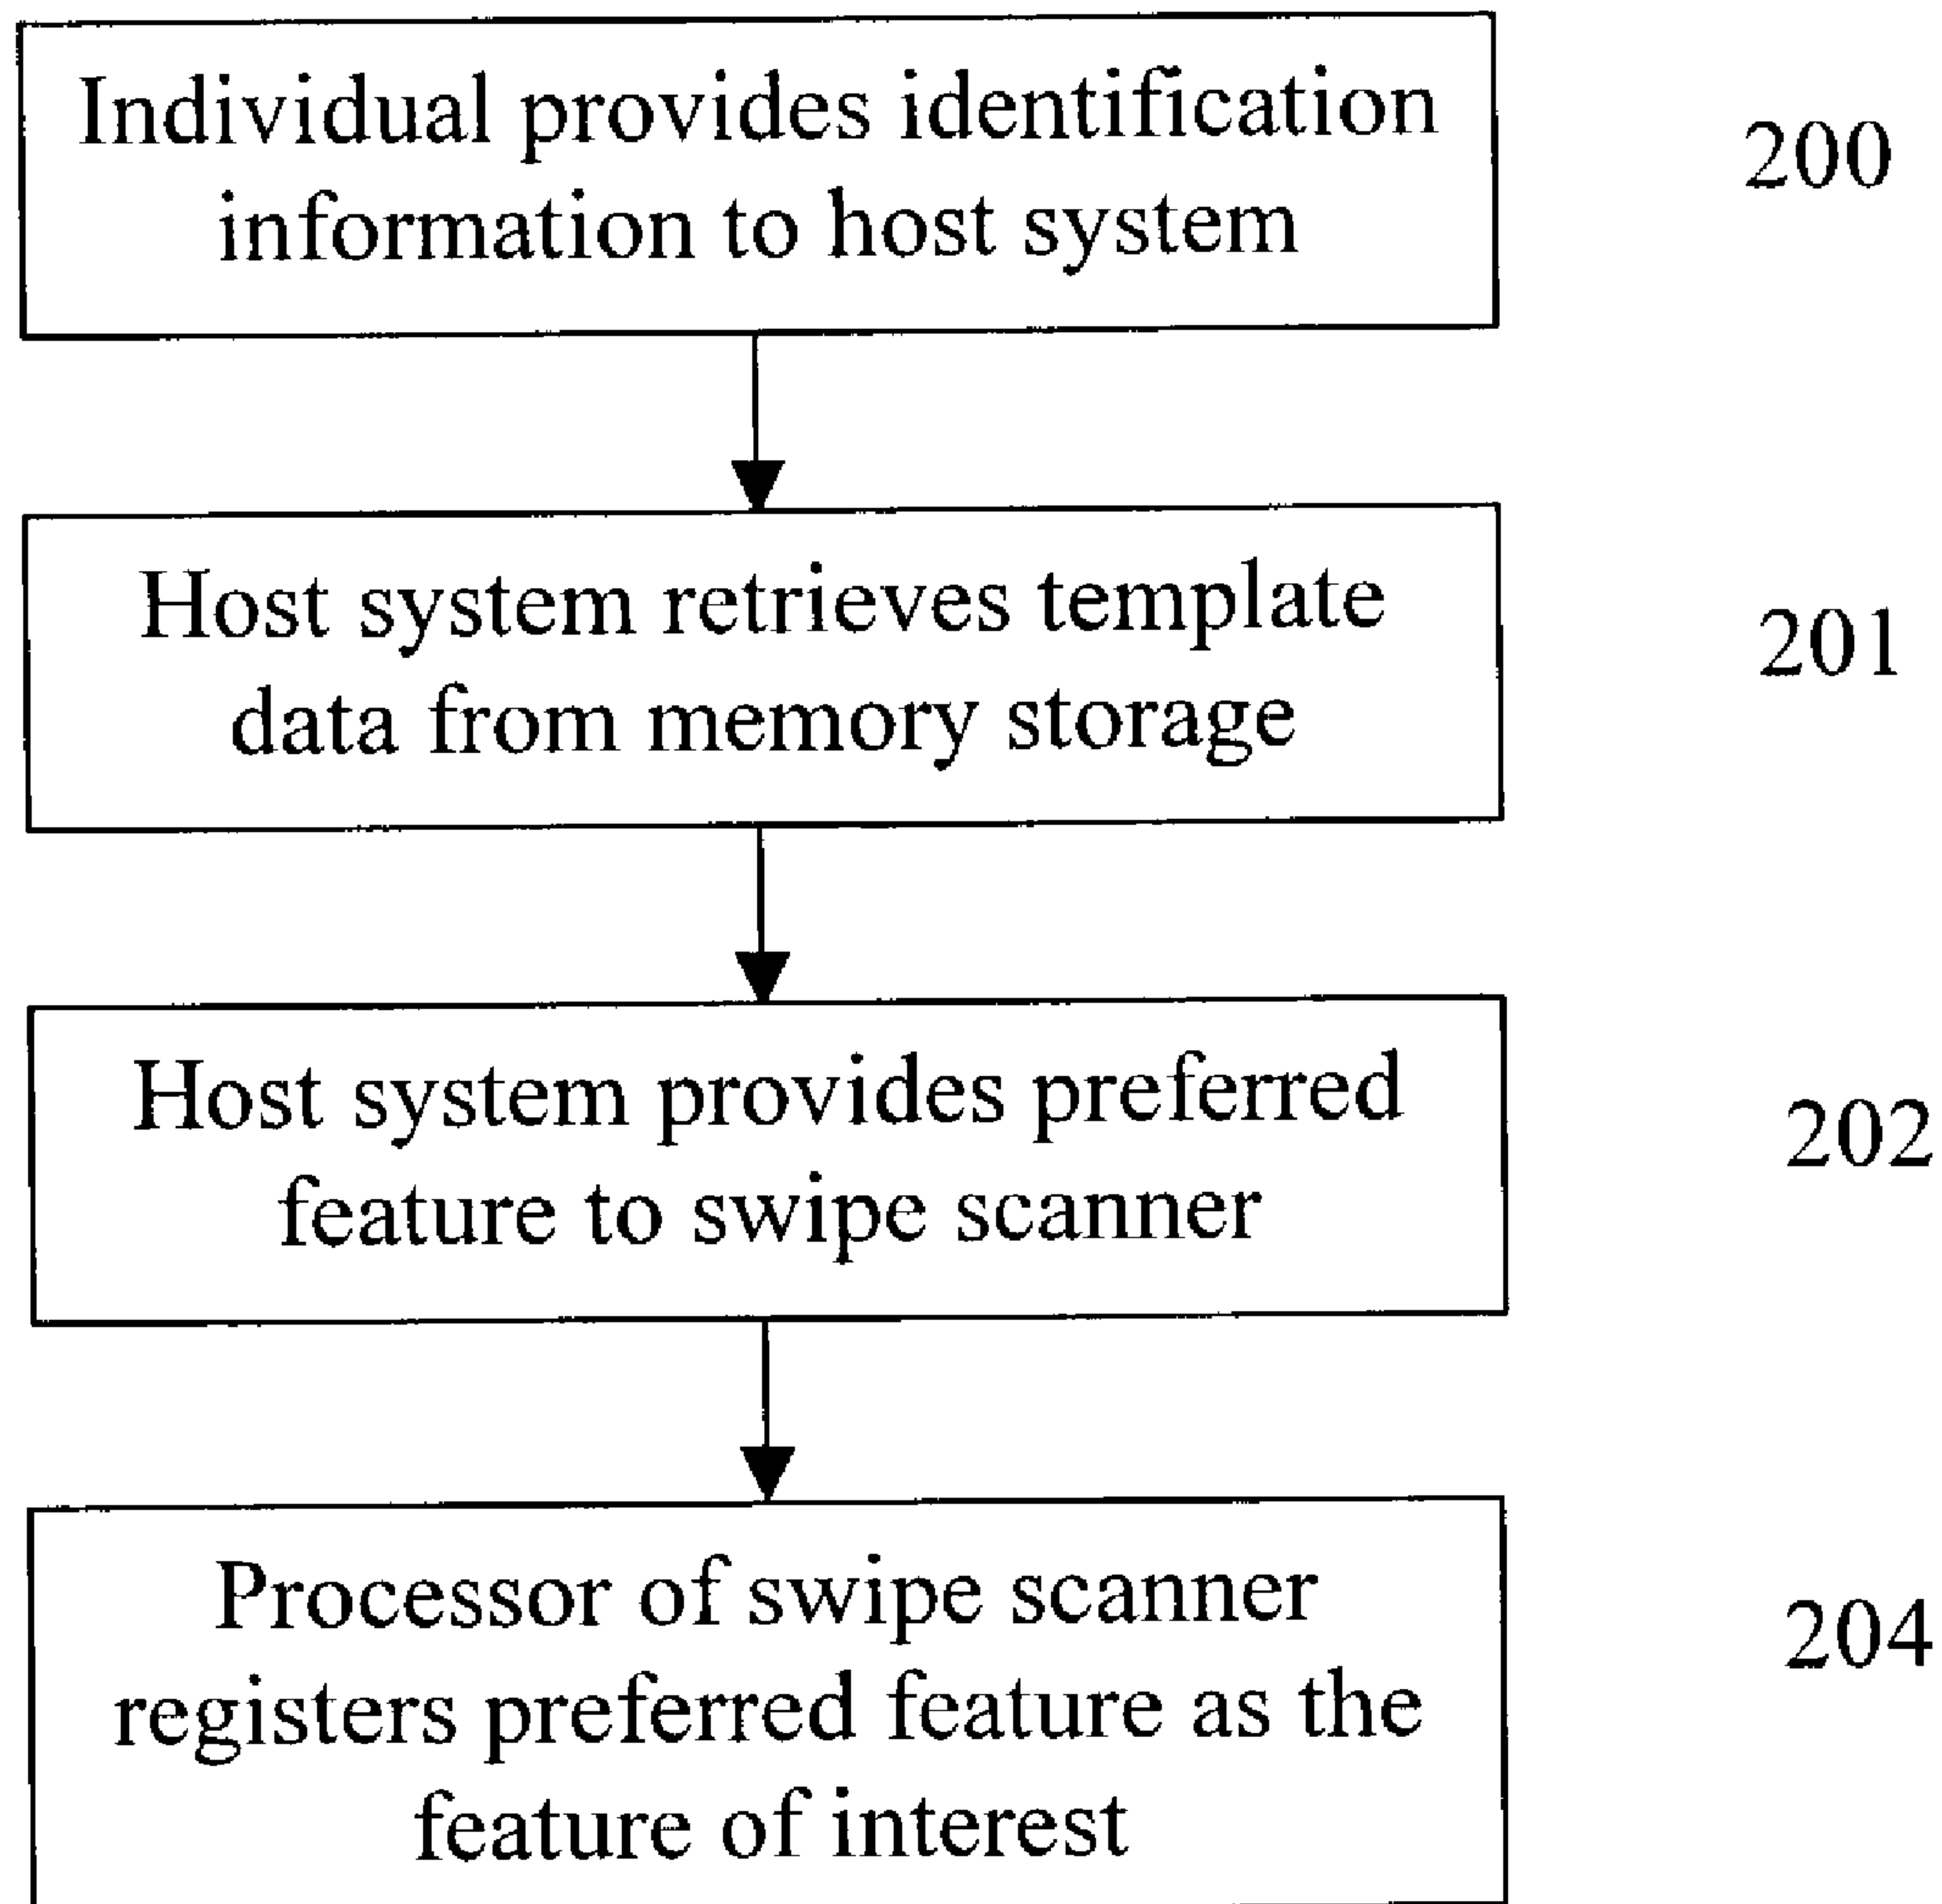 Individual provides identification
information to host system
200
Host system retrieves template
data from memory storage
201
Host system provides preferred
feature to swipe scanner
202
Processor of swipe scanner
registers preferred feature as the
feature of interest
204